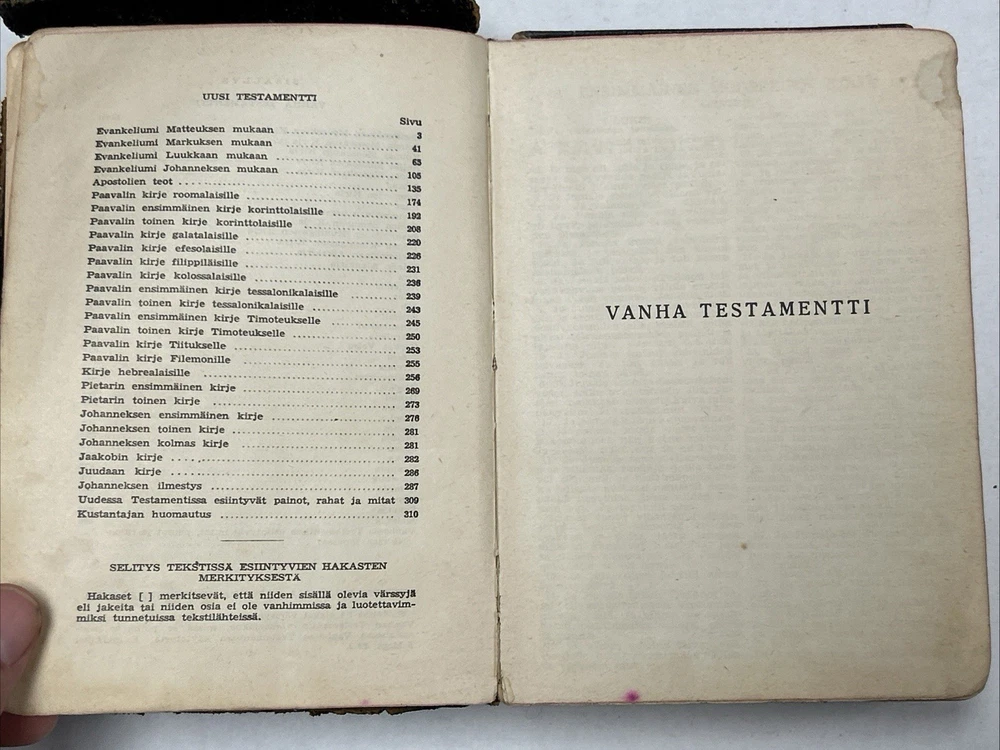 UUSI TESTAMENTTI
Sivu
Evankeliumi Matteuksen mukaan 3
Evankeliumi Markuksen mukaan 41
Evankeliumi Luukkaan mukaan 65
Evankeliumi Johanneksen mukaan 105
Apostolien teot 135
Paavalin kirje roomalaisille 174
Paavalin ensimmäinen kirje korinttolaisille 192
Paavalin toinen kirje korinttolaisille 208
Paavalin kirje galatalaisille 220
Paavalin kirje efesolaisille 226
Paavalin kirje filippiläisille 231
Paavalin kirje kolossalaisille 236
Paavalin ensimmäinen kirje tessalonikalaisille 239
Paavalin toinen kirje tessalonikalaisille 243
Paavalin ensimmäinen kirje Timoteukselle 245
Paavalin toinen kirje Timoteukselle 250
Paavalin kirje Tiitukselle 253
Paavalin kirje Filemonille 255
Kirje hebrealaisille 256
Pietarin ensimmäinen kirje 269
Pietarin toinen kirje 273
Johanneksen ensimmäinen kirje 276
Johanneksen toinen kirje 281
Johanneksen kolmas kirje 281
Jaakobin kirje 282
Juudaan kirje 286
Johanneksen ilmestys 287
Uudessa Testamentissa esiintyvät painot, rahat ja mitat 309
Kustantajan huomautus 310
SELITYS TEKSTISSÄ ESIINTYVIEN HAKASTEN
MERKITYKSESTÄ
Hakaset [ ] merkitsevät, että niiden sisällä olevia värssyjä
eli jakeita tai niiden osia ei ole vanhimmissa ja luotettavim-
miksi tunnetuissa tekstilähteissä.
VANHA TESTAMENTTI